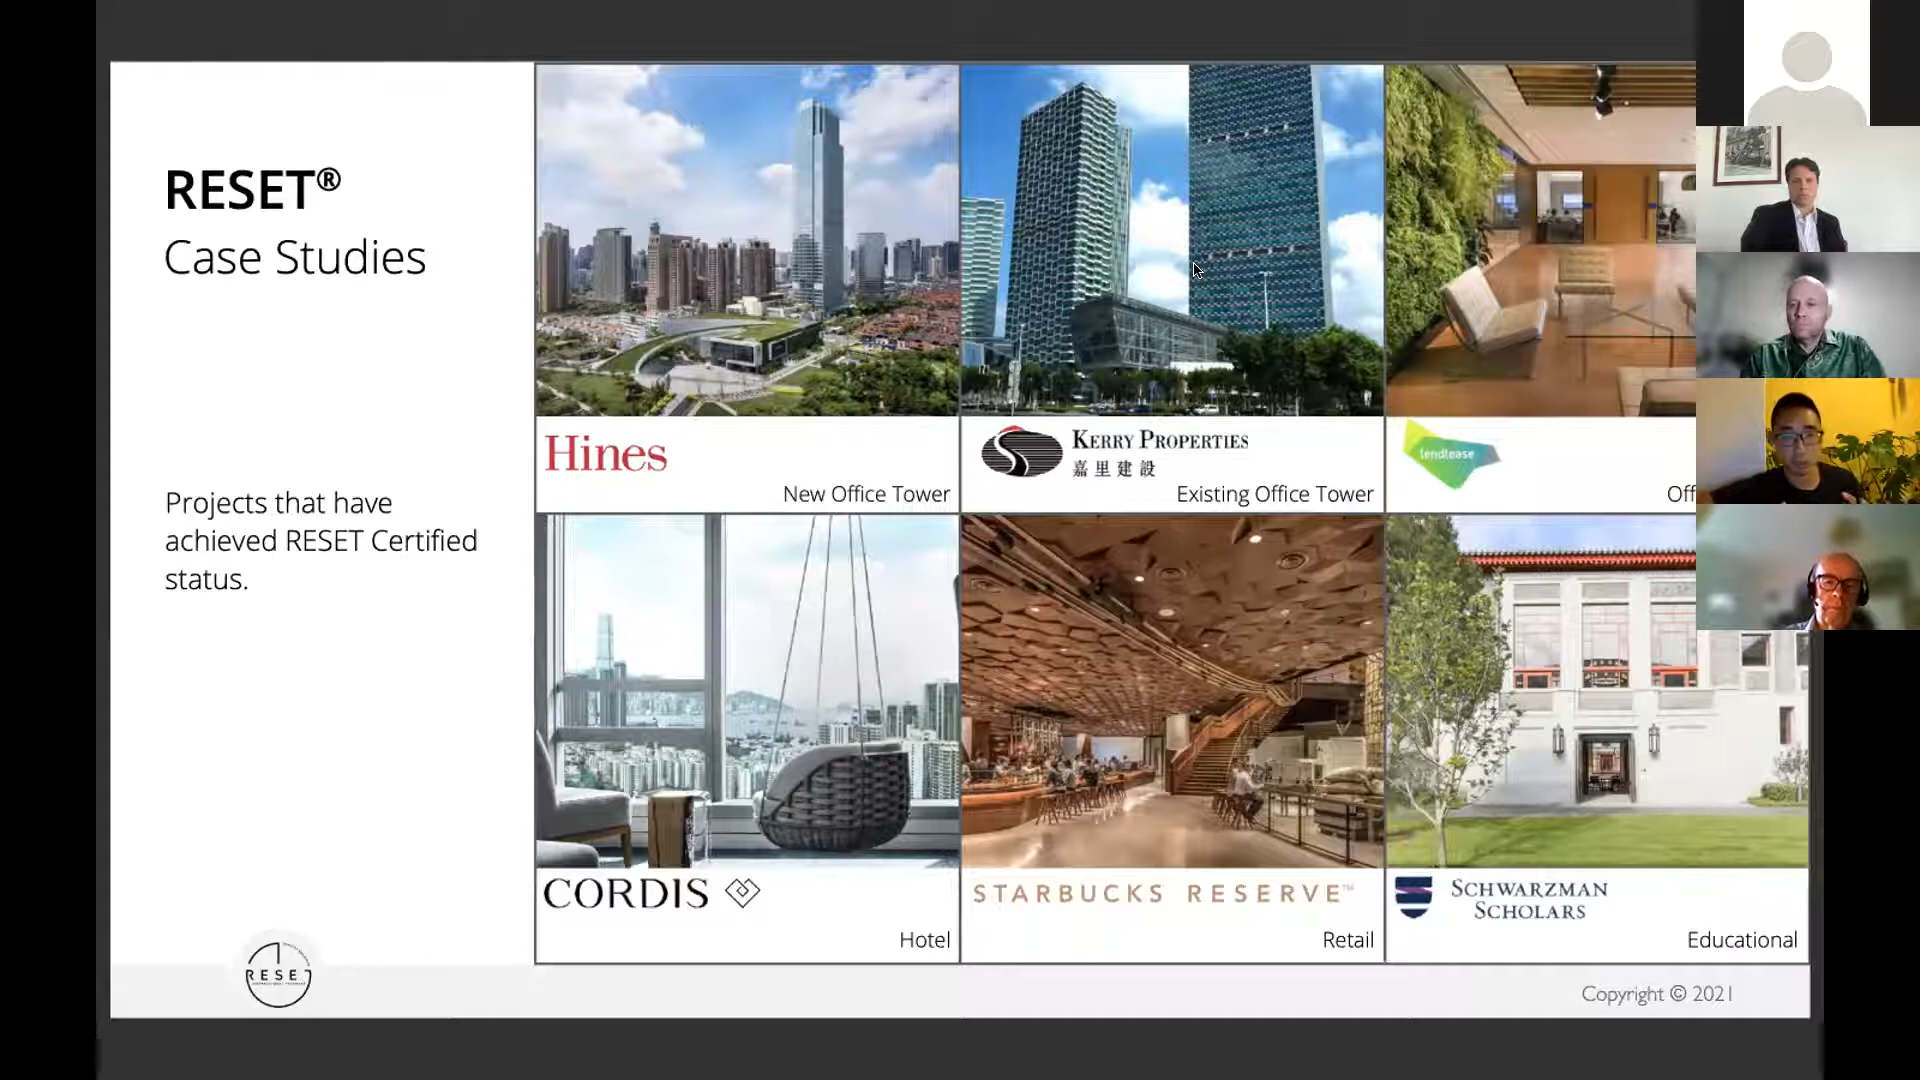 RESET®
Case Studies
Projects that have
achieved RESET Certified
status.
Hines
New Office Tower
KERRY PROPERTIES
嘉里建設
Existing Office Tower
lendlease
Off
CORDIS
Hotel
STARBUCKS RESERVE™
Retail
SCHWARZMAN
SCHOLARS
Educational
RESET
Copyright © 2021